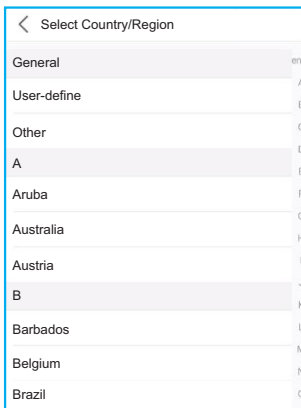 Select Country/Region
General
User-define
Other
A
Aruba
Australia
Austria
B
Barbados
Belgium
Brazil